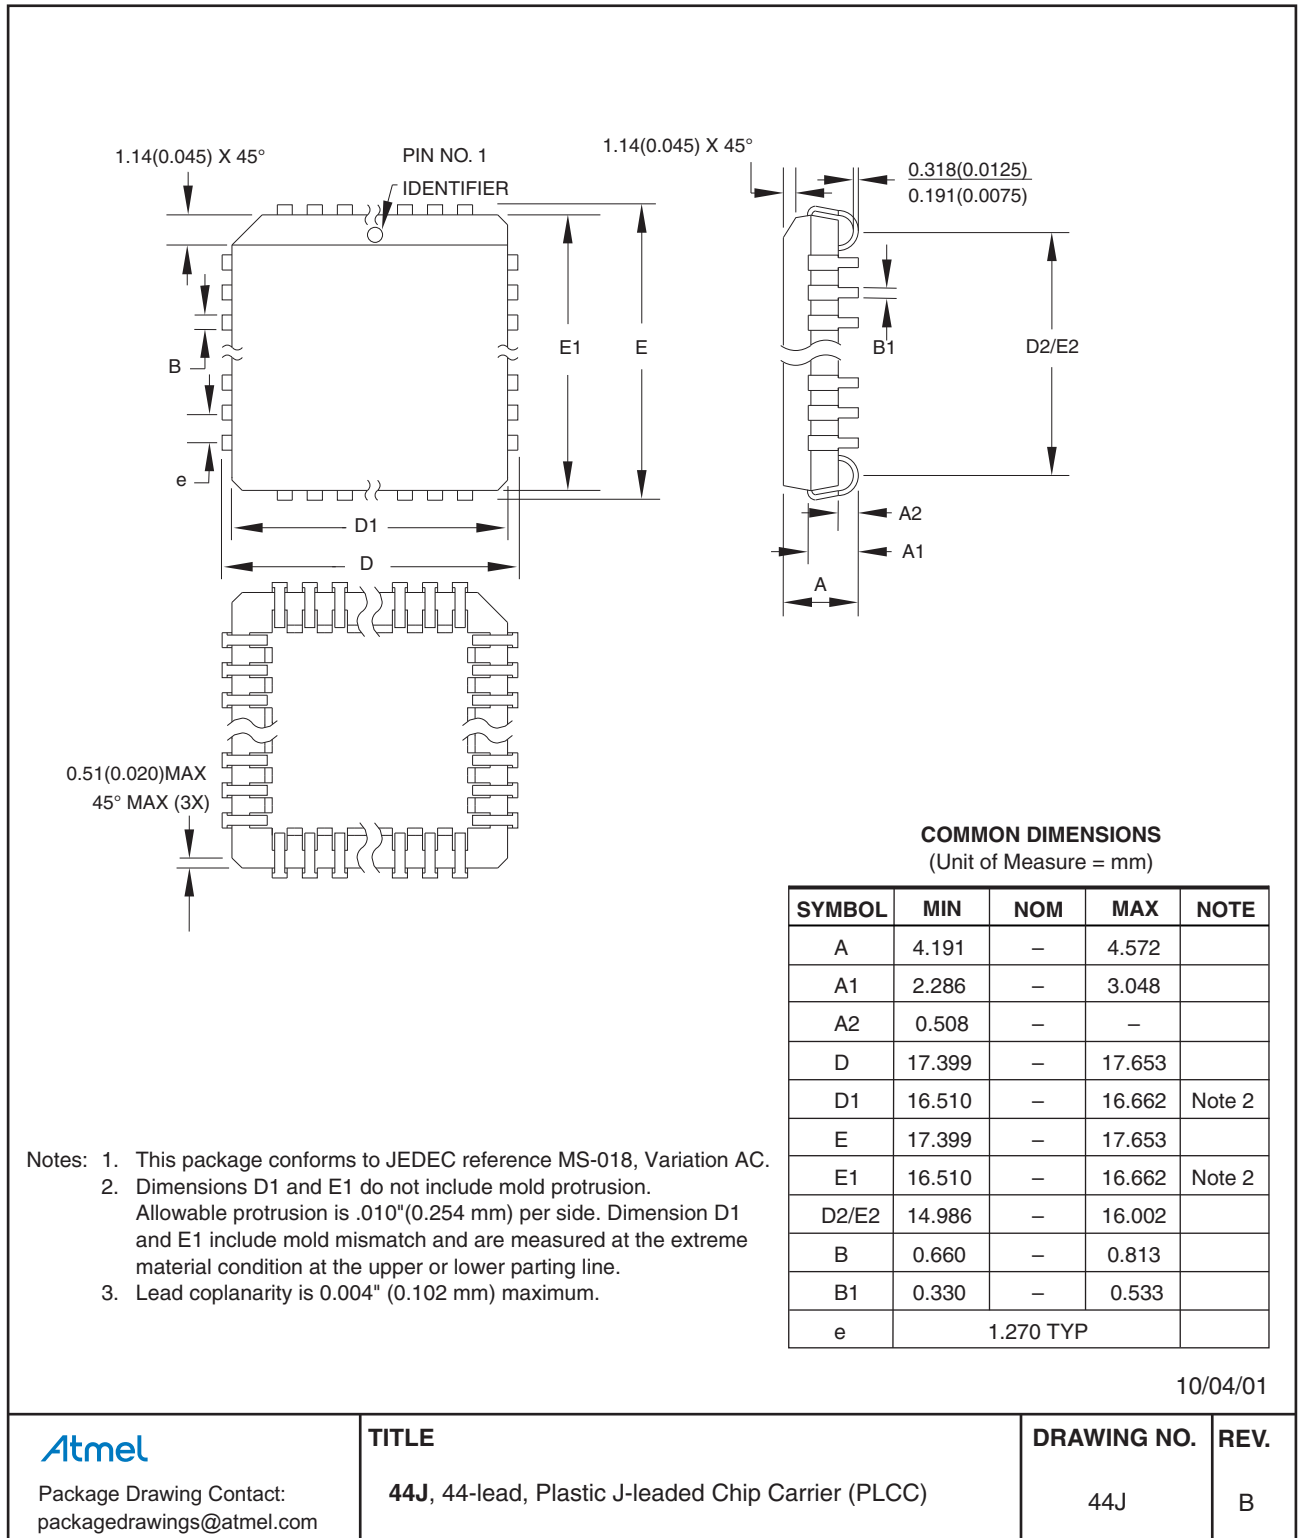 1.14(0.045) X 45°
PIN NO. 1
IDENTIFIER
1.14(0.045) X 45°
0.318(0.0125)
0.191(0.0075)
B
e
E1
E
B1
D2/E2
D1
D
A2
A1
A
0.51(0.020)MAX
45° MAX (3X)
COMMON DIMENSIONS
(Unit of Measure = mm)
SYMBOL MIN NOM MAX NOTE
A 4.191 – 4.572
A1 2.286 – 3.048
A2 0.508 – –
D 17.399 – 17.653
D1 16.510 – 16.662 Note 2
E 17.399 – 17.653
E1 16.510 – 16.662 Note 2
D2/E2 14.986 – 16.002
B 0.660 – 0.813
B1 0.330 – 0.533
e 1.270 TYP
Notes: 1. This package conforms to JEDEC reference MS-018, Variation AC.
2. Dimensions D1 and E1 do not include mold protrusion.
Allowable protrusion is .010"(0.254 mm) per side. Dimension D1
and E1 include mold mismatch and are measured at the extreme
material condition at the upper or lower parting line.
3. Lead coplanarity is 0.004" (0.102 mm) maximum.
10/04/01
Atmel
Package Drawing Contact:
packagedrawings@atmel.com
TITLE
44J, 44-lead, Plastic J-leaded Chip Carrier (PLCC)
DRAWING NO.
44J
REV.
B